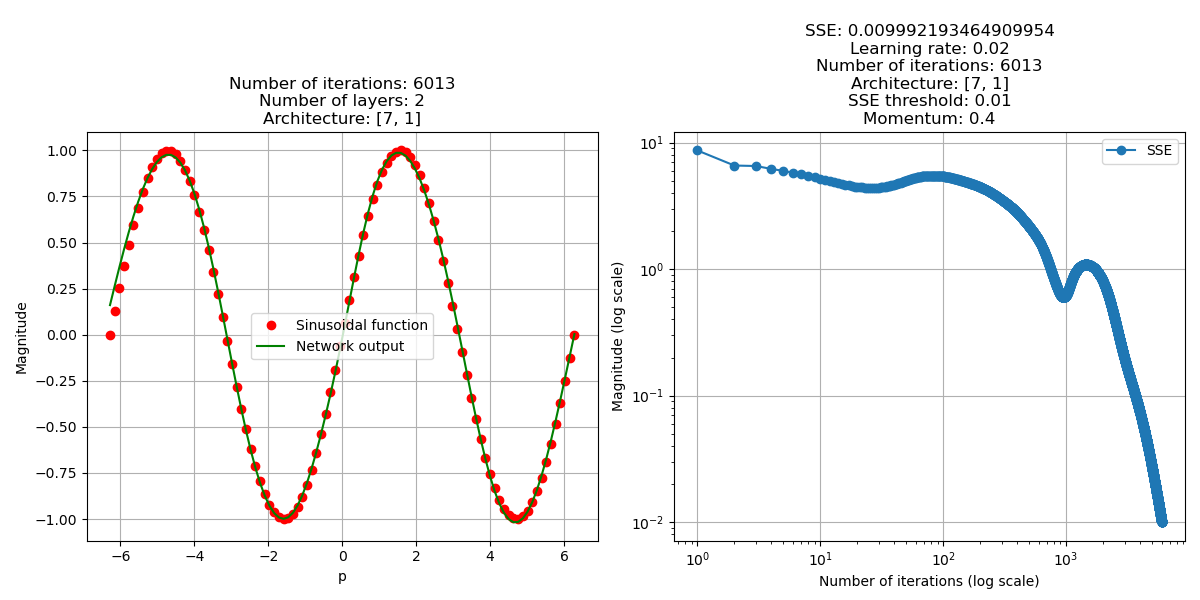 Number of iterations: 6013
Number of layers: 2
Architecture: [7, 1]
1.00
0.75
0.50
0.25
0.00
−0.25
−0.50
−0.75
−1.00
Magnitude
Sinusoidal function
Network output
−6
−4
−2
0
2
4
6
p
SSE: 0.009992193464909954
Learning rate: 0.02
Number of iterations: 6013
Architecture: [7, 1]
SSE threshold: 0.01
Momentum: 0.4
SSE
10¹
10⁰
10⁻¹
10⁻²
Magnitude (log scale)
10⁰
10¹
10²
10³
Number of iterations (log scale)